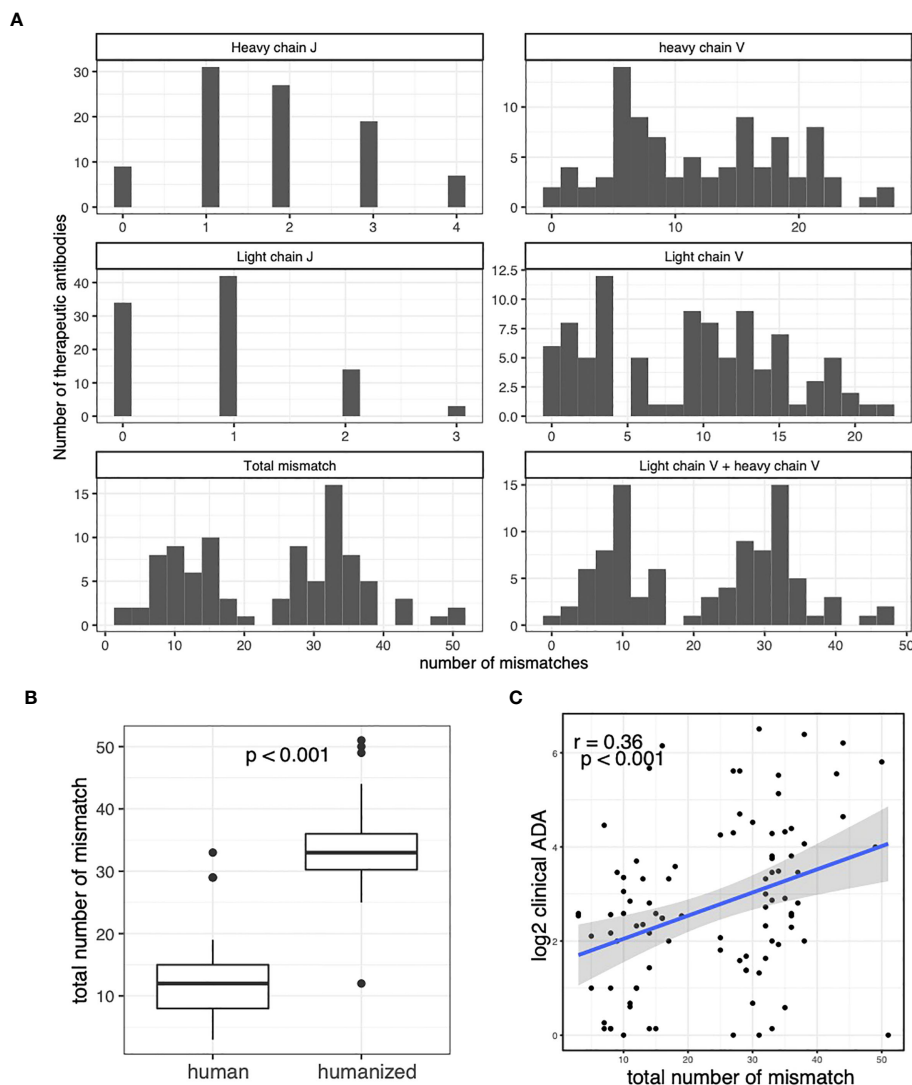 A
Heavy chain J
heavy chain V
30
20
10
0
0 1 2 3 4
10
5
0
0 10 20
Number of therapeutic antibodies
Light chain J
Light chain V
40
30
20
10
0
0 1 2 3
12.5
10.0
7.5
5.0
2.5
0.0
0 5 10 15 20
Total mismatch
Light chain V + heavy chain V
15
10
5
0
0 10 20 30 40 50
15
10
5
0
0 10 20 30 40 50
number of mismatches
B
total number of mismatch
50
40
30
20
10
p < 0.001
human humanized
C
log2 clinical ADA
6
4
2
0
r = 0.36
p < 0.001
10 20 30 40 50
total number of mismatch